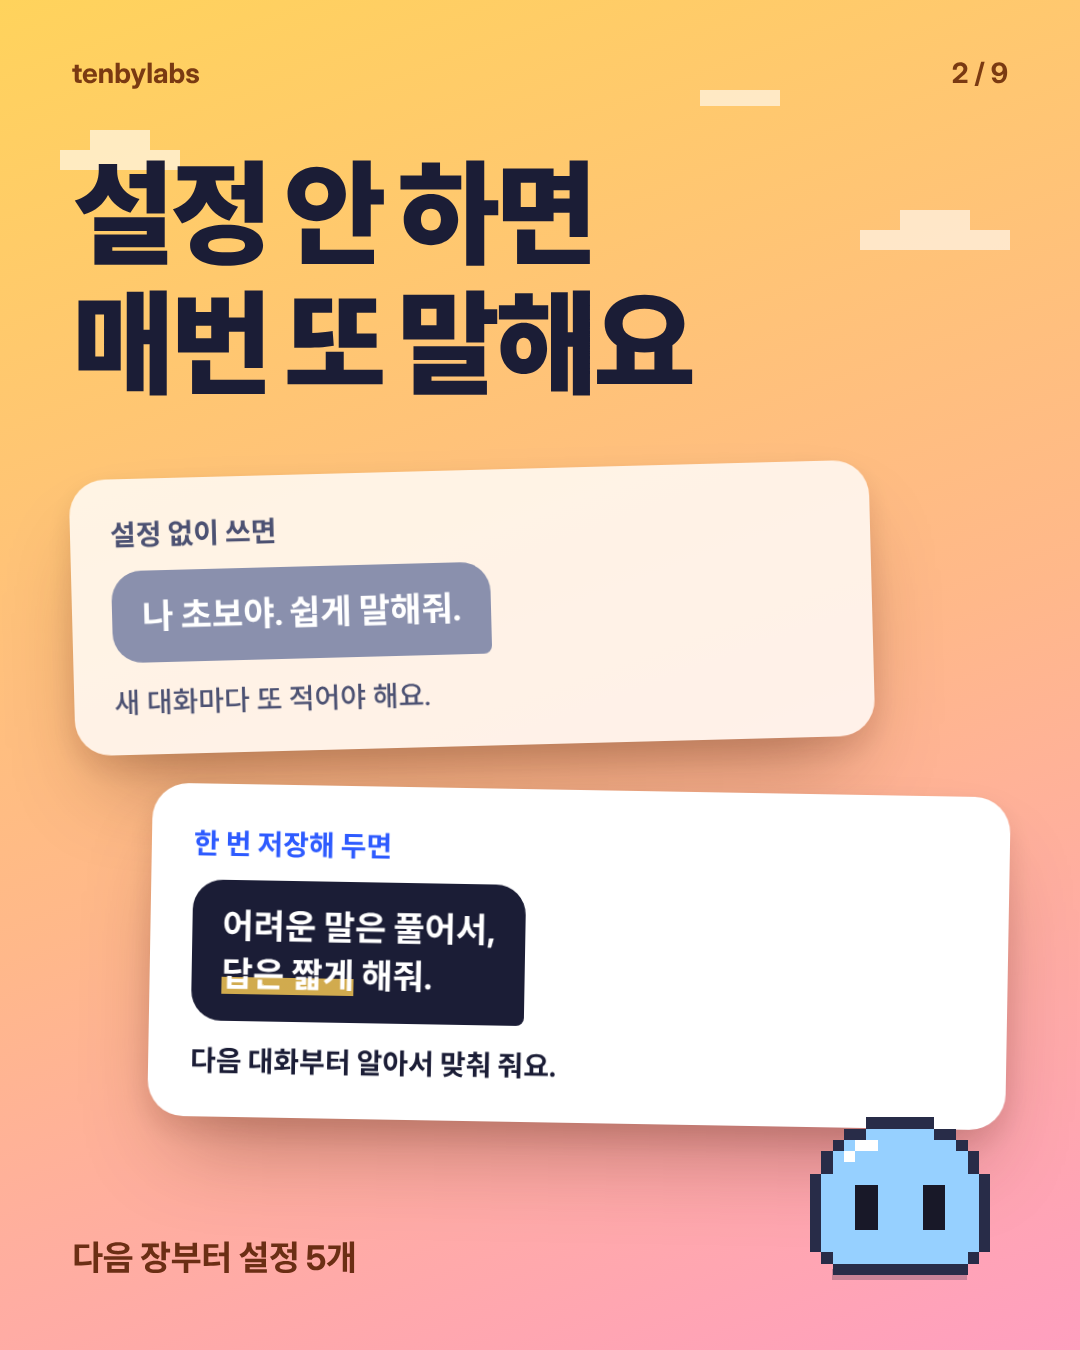 tenbylabs
2 / 9
설정 안 하면
매번 또 말해요
설정 없이 쓰면
나 초보야. 쉽게 말해줘.
새 대화마다 또 적어야 해요.
한 번 저장해 두면
어려운 말은 풀어서,
답은 짧게 해줘.
다음 대화부터 알아서 맞춰 줘요.
다음 장부터 설정 5개